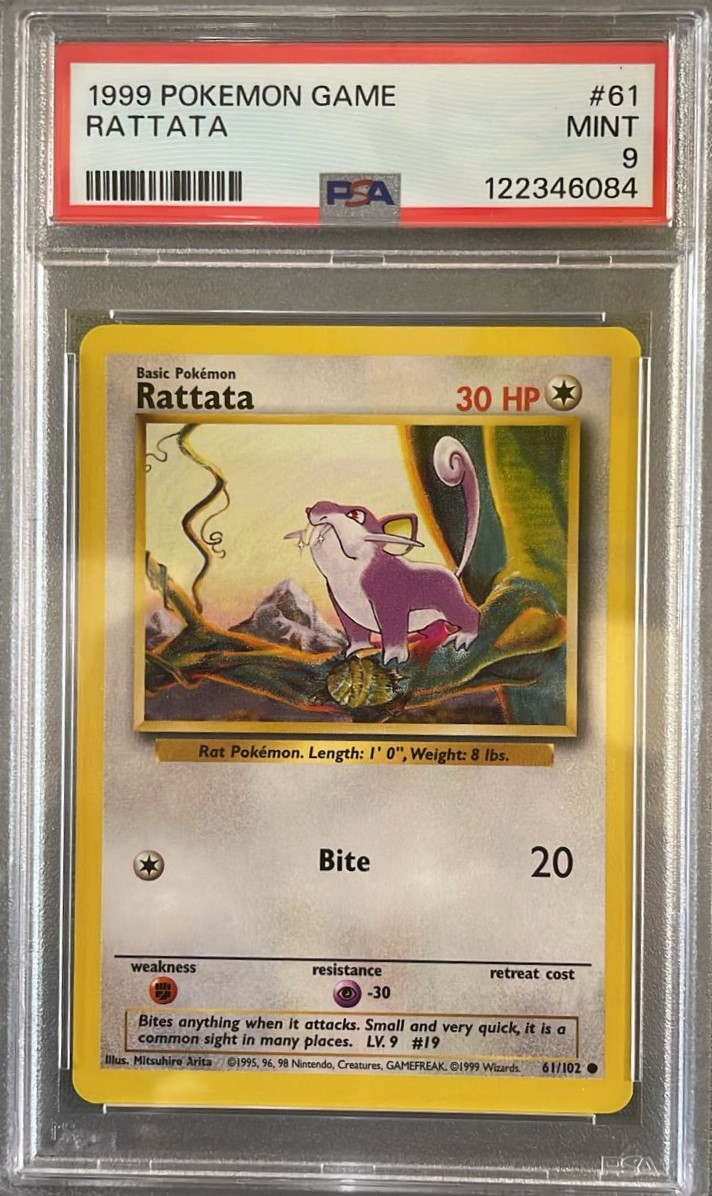 1999 POKEMON GAME #61
RATTATA MINT
9
PSA 122346084
Basic Pokémon
Rattata 30 HP
Rat Pokémon. Length: 1' 0", Weight: 8 lbs.
Bite 20
weakness resistance retreat cost
-30
Bites anything when it attacks. Small and very quick, it is a
common sight in many places. LV. 9 #19
Illus. Mitsuhiro Arita ©1995, 96, 98 Nintendo, Creatures, GAMEFREAK. ©1999 Wizards. 61/102
PSA